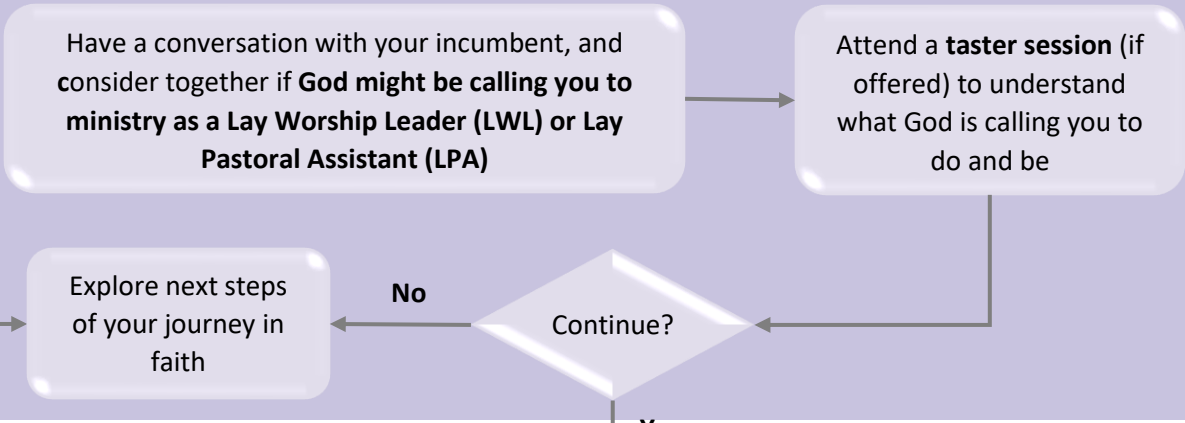 Have a conversation with your incumbent, and
consider together if God might be calling you to
ministry as a Lay Worship Leader (LWL) or Lay
Pastoral Assistant (LPA)
Attend a taster session (if
offered) to understand
what God is calling you to
do and be
Explore next steps
of your journey in
faith
No
Continue?